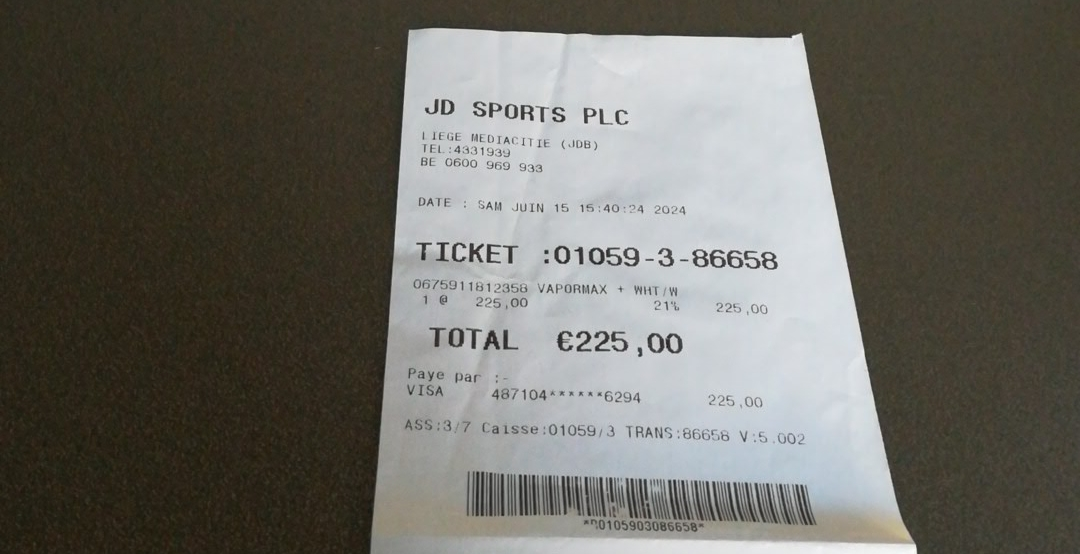 JD SPORTS PLC
LIEGE MEDIACITIE (JDB)
TEL:4331939
BE 0600 969 933
DATE : SAM JUIN 15 15:40:24 2024
TICKET :01059-3-86658
0675911812358 VAPORMAX + WHT/W
1 @ 225,00 21% 225,00
TOTAL €225,00
Paye par :-
VISA 487104******6294 225,00
ASS:3/7 Caisse:01059/3 TRANS:86658 V:5.002
*D0105903086658*